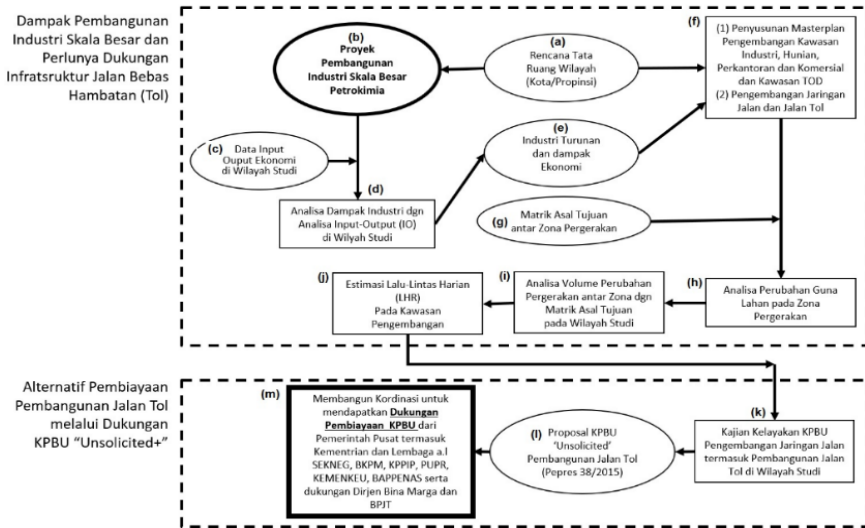 Dampak Pembangunan
Industri Skala Besar dan
Perlunya Dukungan
Infratsruktur Jalan Bebas
Hambatan (Tol)
(b)
Proyek
Pembangunan
Industri Skala Besar
Petrokimia
(a)
Rencana Tata
Ruang Wilayah
(Kota/Propinsi)
(f)
(1) Penyusunan Masterplan
Pengembangan Kawasan
Industri, Hunian,
Perkantoran dan Komersial
dan Kawasan TOD
(2) Pengembangan Jaringan
Jalan dan Jalan Tol
(c)
Data Input
Ouput Ekonomi
di Wilayah Studi
(e)
Industri Turunan
dan dampak
Ekonomi
(d)
Analisa Dampak Industri dgn
Analisa Input-Output (IO)
di Wilyah Studi
(g)
Matrik Asal Tujuan
antar Zona Pergerakan
(j)
Estimasi Lalu-Lintas Harian
(LHR)
Pada Kawasan
Pengembangan
(i)
Analisa Volume Perubahan
Pergerakan antar Zona dgn
Matrik Asal Tujuan
pada Wilayah Studi
(h)
Analisa Perubahan Guna
Lahan pada Zona
Pergerakan
Alternatif Pembiayaan
Pembangunan Jalan Tol
melalui Dukungan
KPBU “Unsolicited+”
(m)
Membangun Kordinasi untuk
mendapatkan Dukungan
Pembiayaan KPBU dari
Pemerintah Pusat termasuk
Kementrian dan Lembaga a.l
SEKNEG, BKPM, KPPIP, PUPR,
KEMENKEU, BAPPENAS serta
dukungan Dirjen Bina Marga dan
BPJT
(l)
Proposal KPBU
‘Unsolicited’
Pembangunan Jalan Tol
(Pepres 38/2015)
(k)
Kajian Kelayakan KPBU
Pengembangan Jaringan Jalan
termasuk Pembangunan Jalan
Tol di Wilayah Studi